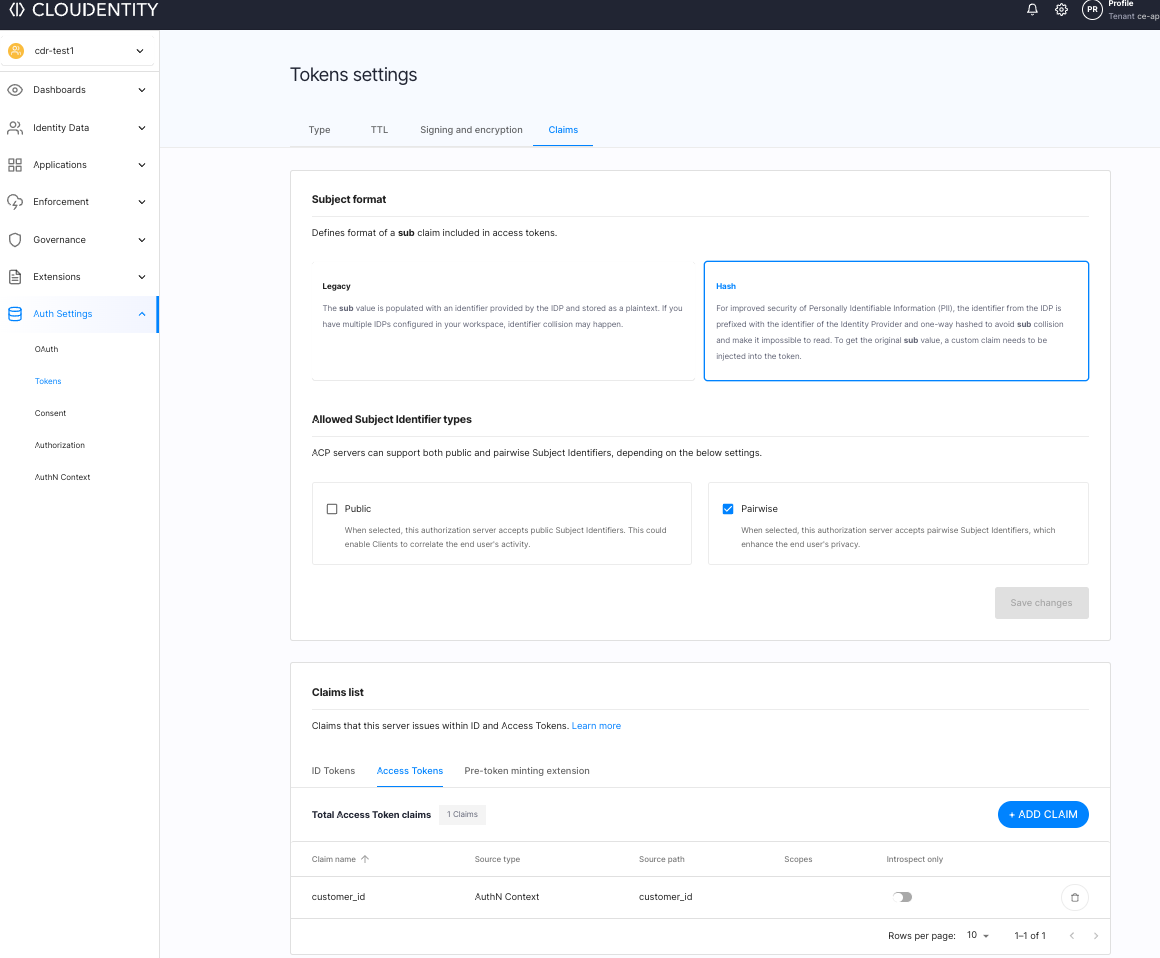 CLOUDENTITY
PR
Profile
Tenant ce-ap
cdr-test1
Dashboards
Identity Data
Applications
Enforcement
Governance
Extensions
Auth Settings
OAuth
Tokens
Consent
Authorization
AuthN Context
Tokens settings
Type TTL Signing and encryption Claims
Subject format
Defines format of a sub claim included in access tokens.
Legacy
The sub value is populated with an identifier provided by the IDP and stored as a plaintext. If you
have multiple IDPs configured in your workspace, identifier collision may happen.
Hash
For improved security of Personally Identifiable Information (PII), the identifier from the IDP is
prefixed with the identifier of the Identity Provider and one-way hashed to avoid sub collision
and make it impossible to read. To get the original sub value, a custom claim needs to be
injected into the token.
Allowed Subject Identifier types
ACP servers can support both public and pairwise Subject Identifiers, depending on the below settings.
Public
When selected, this authorization server accepts public Subject Identifiers. This could
enable Clients to correlate the end user's activity.
Pairwise
When selected, this authorization server accepts pairwise Subject Identifiers, which
enhance the end user's privacy.
Save changes
Claims list
Claims that this server issues within ID and Access Tokens. Learn more
ID Tokens Access Tokens Pre-token minting extension
Total Access Token claims 1 Claims + ADD CLAIM
Claim name Source type Source path Scopes Introspect only
customer_id AuthN Context customer_id
Rows per page: 10 1–1 of 1